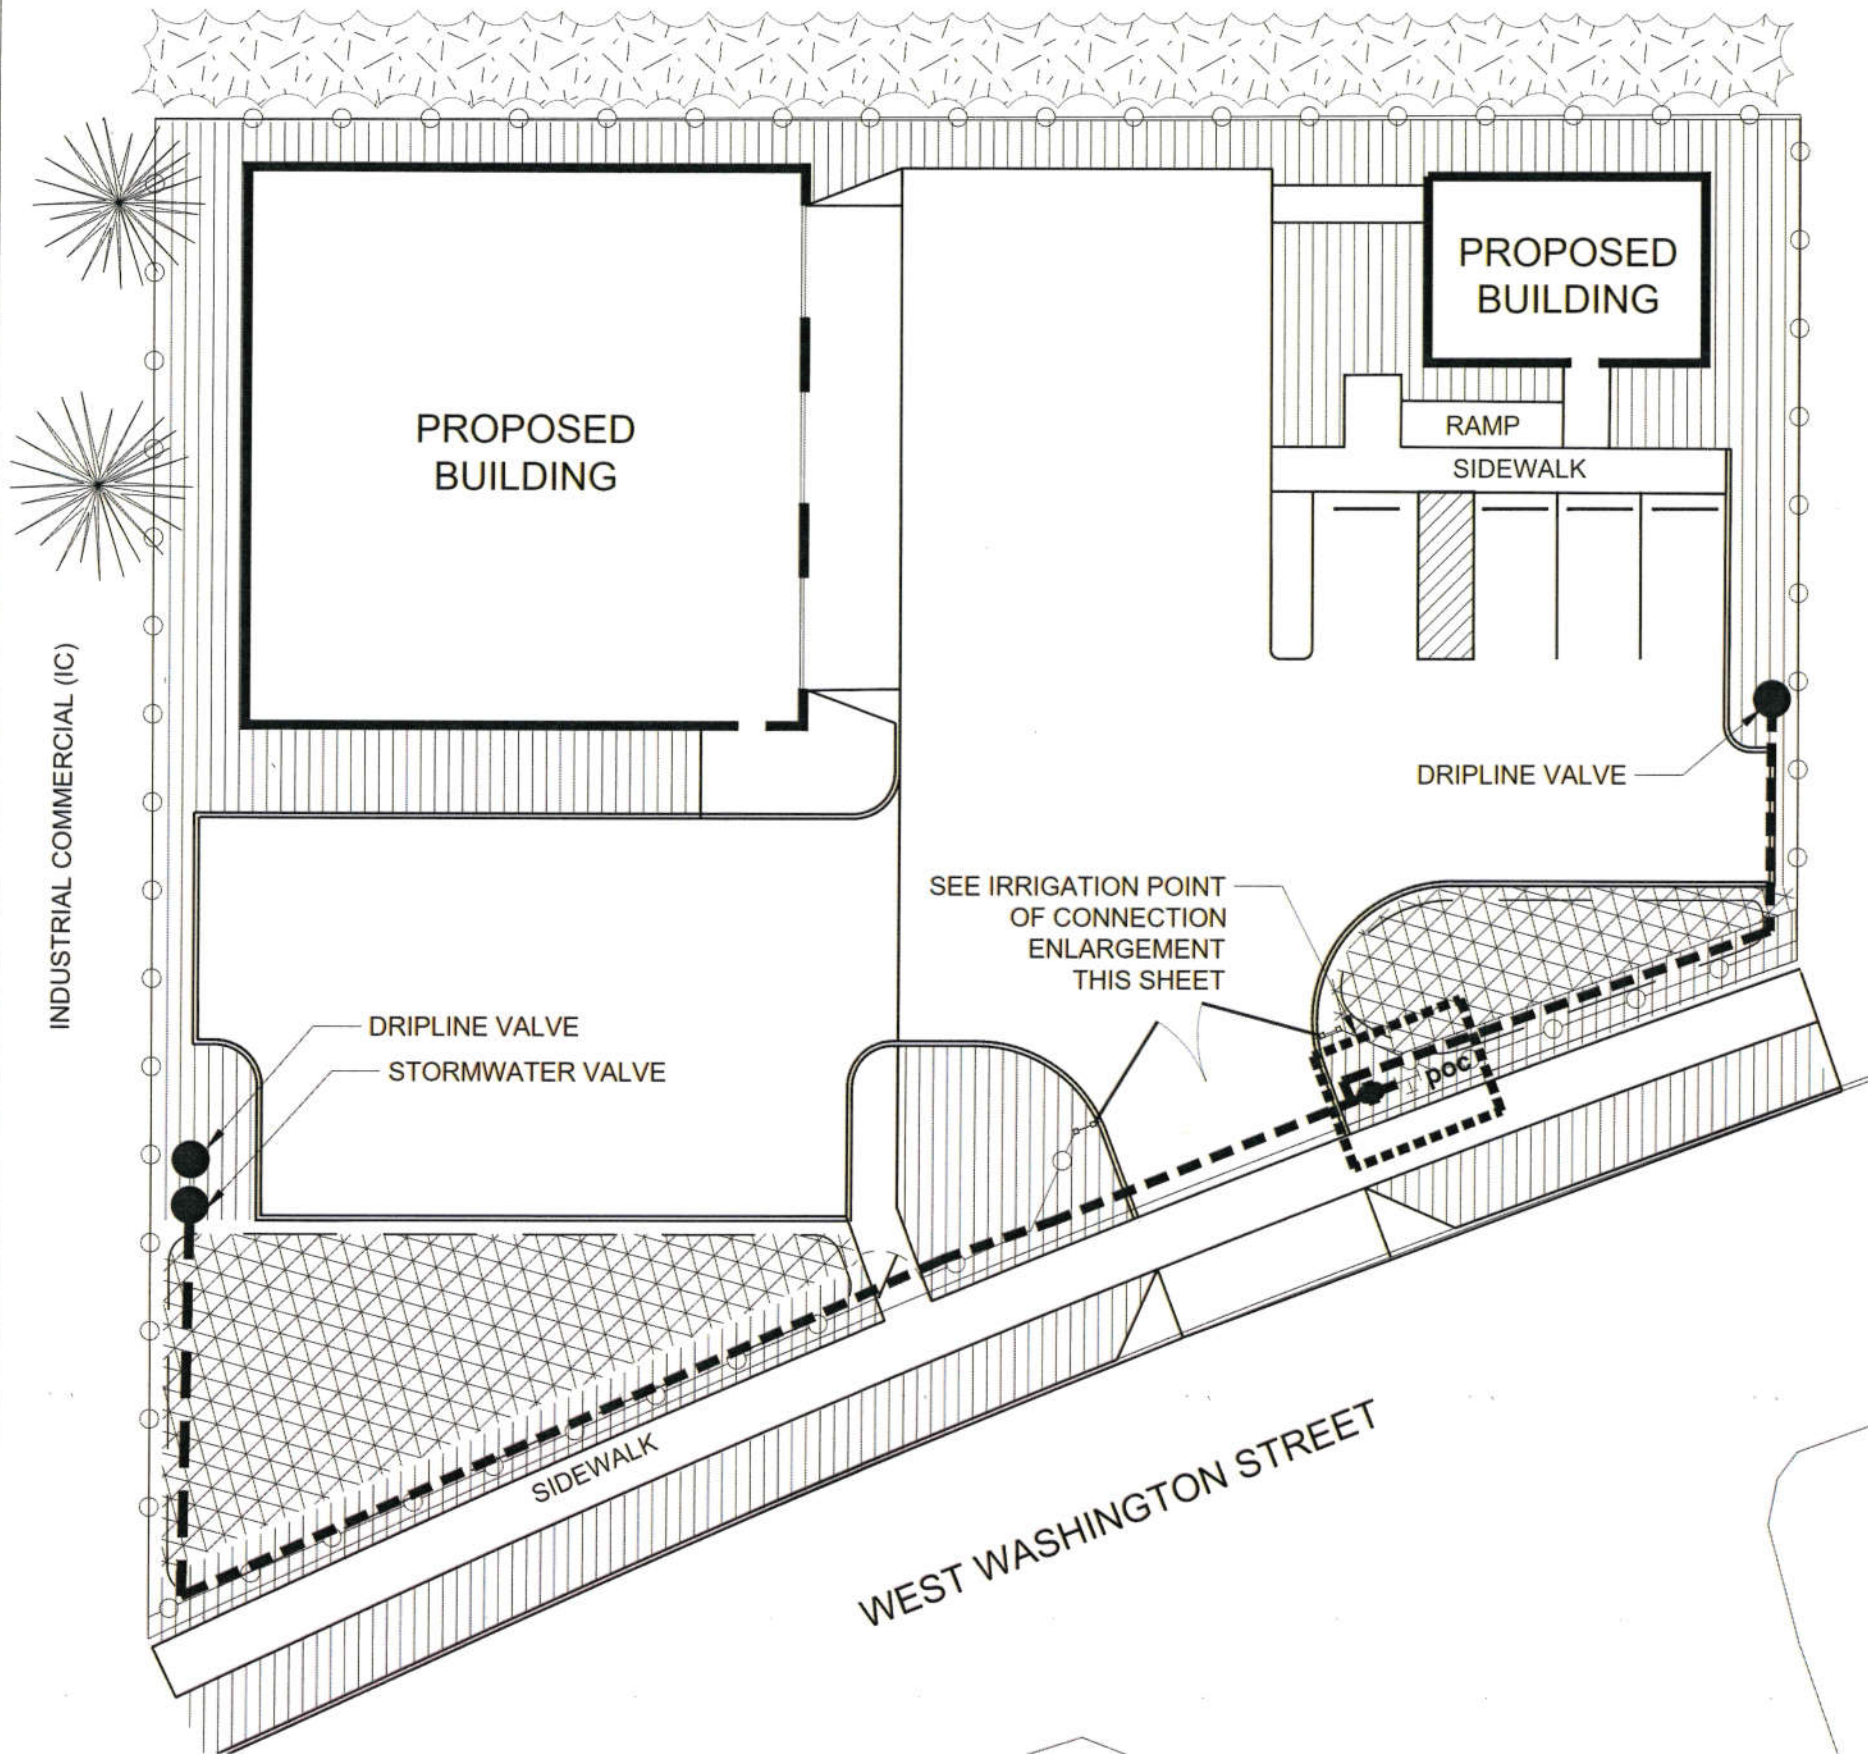 PROPOSED
BUILDING
PROPOSED
BUILDING
RAMP
SIDEWALK
INDUSTRIAL COMMERCIAL (IC)
DRIPLINE VALVE
SEE IRRIGATION POINT
OF CONNECTION
ENLARGEMENT
THIS SHEET
DRIPLINE VALVE
STORMWATER VALVE
poc
SIDEWALK
WEST WASHINGTON STREET